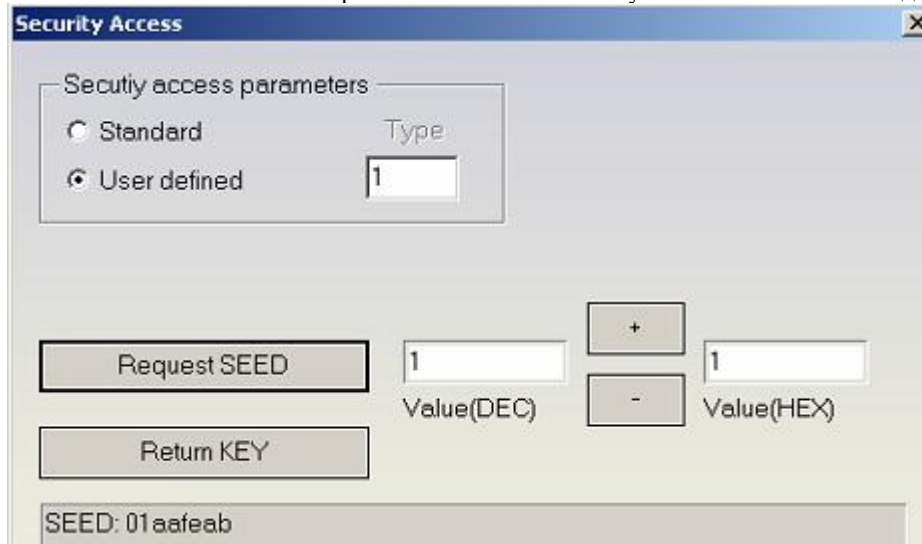 Security Access
Secutiy access parameters
Standard
Type
User defined
1
+
Request SEED
1
1
Value(DEC)
-
Value(HEX)
Return KEY
SEED: 01aafeab